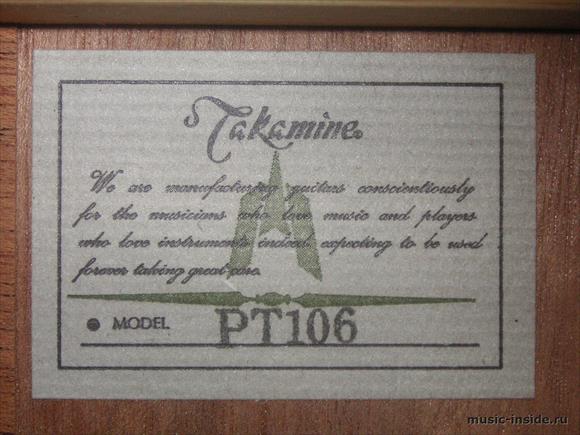 Takamine
We are manufacturing guitars conscientiously
for the musicians who love music and players
who love instruments indeed, expecting to be used
forever taking great care.
MODEL PT106
music-inside.ru